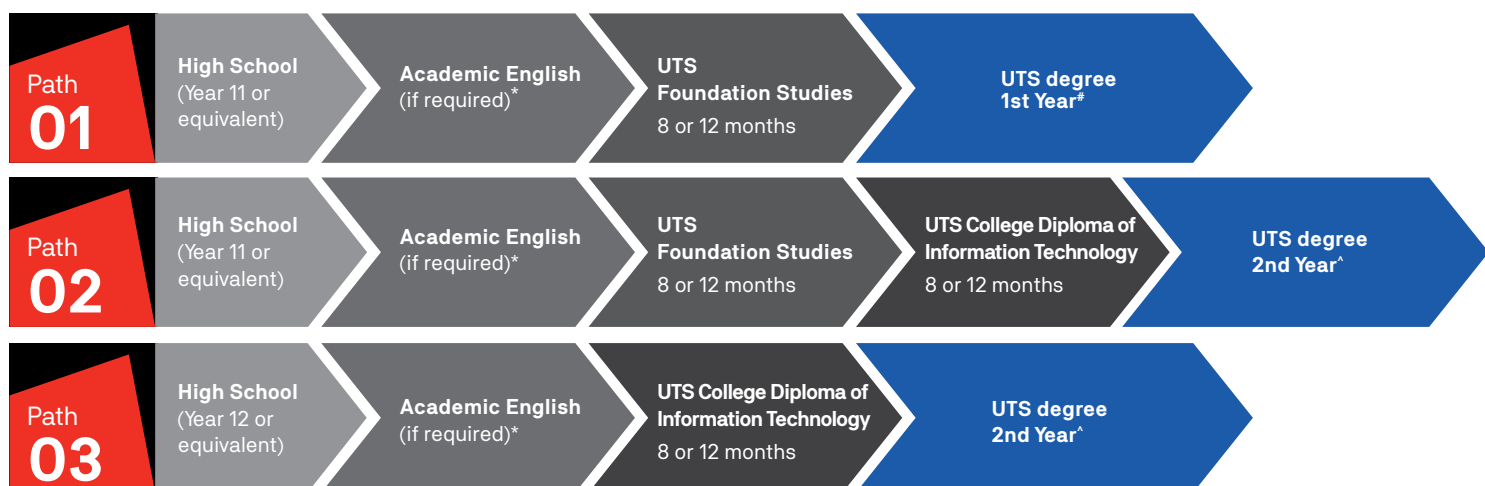 Path
01
High School
(Year 11 or
equivalent)
Academic English
(if required)*
UTS
Foundation Studies
8 or 12 months
UTS degree
1st Year#
Path
02
High School
(Year 11 or
equivalent)
Academic English
(if required)*
UTS
Foundation Studies
8 or 12 months
UTS College Diploma of
Information Technology
8 or 12 months
UTS degree
2nd Year^
Path
03
High School
(Year 12 or
equivalent)
Academic English
(if required)*
UTS College Diploma of
Information Technology
8 or 12 months
UTS degree
2nd Year^